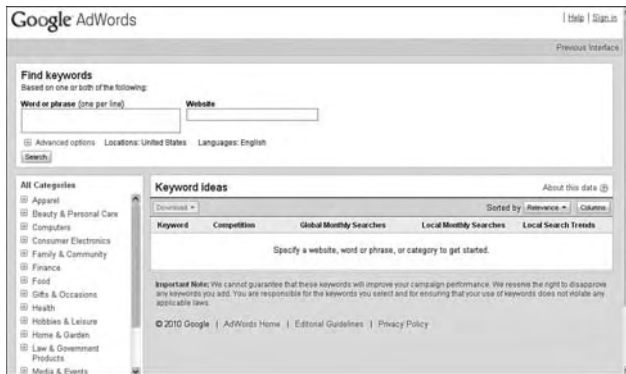 Google AdWords
| Help | Sign in
Previous Interface
Find keywords
Based on one or both of the following:
Word or phrase (one per line) Website
Advanced options Locations: United States Languages: English
Search
All Categories
Apparel
Beauty & Personal Care
Computers
Consumer Electronics
Family & Community
Finance
Food
Gifts & Occasions
Health
Hobbies & Leisure
Home & Garden
Law & Government
Products
Media & Events
Keyword ideas About this data
Download Sorted by Relevance Columns
Keyword Competition Global Monthly Searches Local Monthly Searches Local Search Trends
Specify a website, word or phrase, or category to get started.
Important Note: We cannot guarantee that these keywords will improve your campaign performance. We reserve the right to disapprove
any keywords you add. You are responsible for the keywords you select and for ensuring that your use of keywords does not violate any
applicable laws.
© 2010 Google | AdWords Home | Editorial Guidelines | Privacy Policy